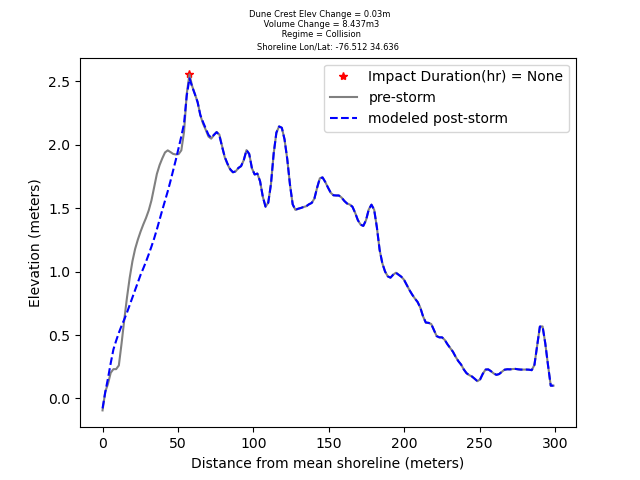 Dune Crest Elev Change = 0.03m
Volume Change = 8.437m3
Regime = Collision
Shoreline Lon/Lat: -76.512 34.636
Impact Duration(hr) = None
pre-storm
modeled post-storm
2.5
2.0
1.5
1.0
0.5
0.0
Elevation (meters)
0 50 100 150 200 250 300
Distance from mean shoreline (meters)